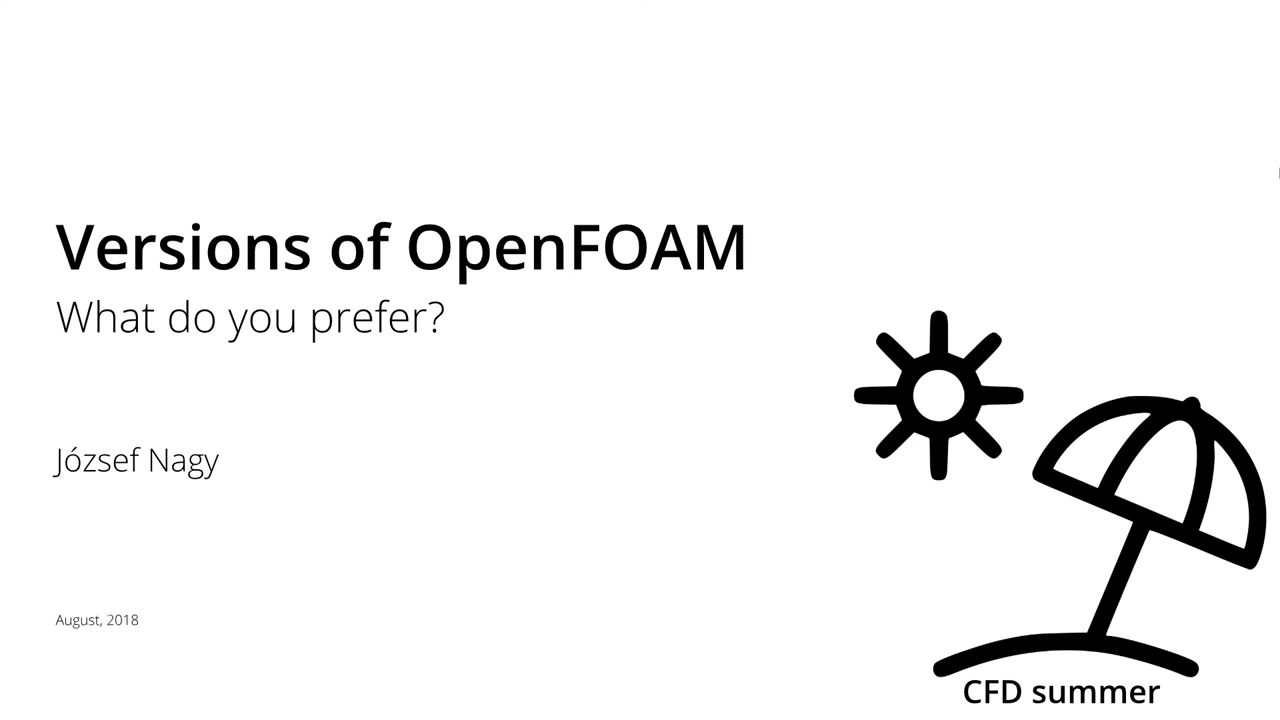 Versions of OpenFOAM
What do you prefer?
József Nagy
August, 2018
CFD summer